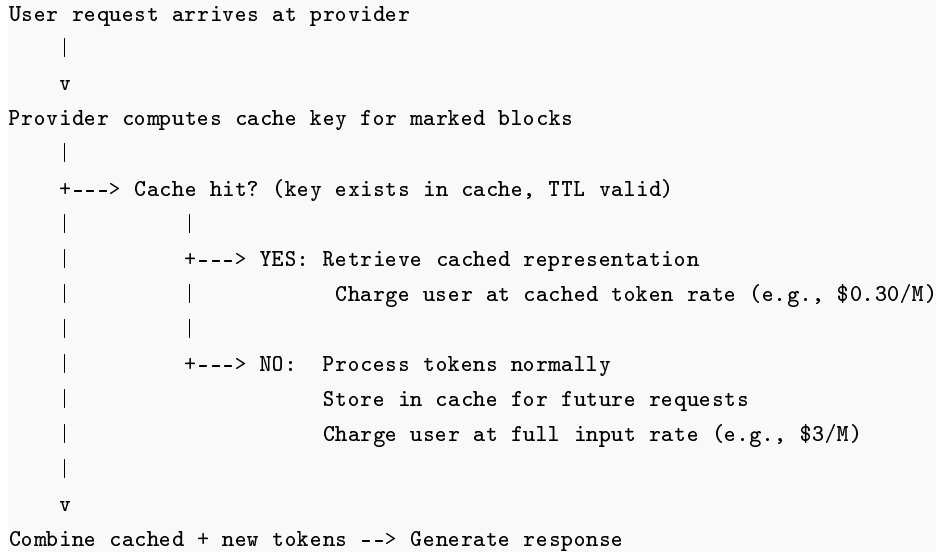 User request arrives at provider
    |
    v
Provider computes cache key for marked blocks
    |
    +---> Cache hit? (key exists in cache, TTL valid)
    |         |
    |         +---> YES: Retrieve cached representation
    |         |          Charge user at cached token rate (e.g., $0.30/M)
    |         |
    |         +---> NO:  Process tokens normally
    |                    Store in cache for future requests
    |                    Charge user at full input rate (e.g., $3/M)
    |
    v
Combine cached + new tokens --> Generate response